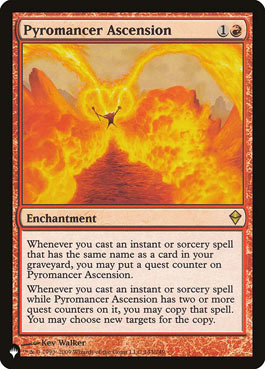 Pyromancer Ascension
1
Enchantment
Whenever you cast an instant or sorcery spell
that has the same name as a card in your
graveyard, you may put a quest counter on
Pyromancer Ascension.
Whenever you cast an instant or sorcery spell
while Pyromancer Ascension has two or more
quest counters on it, you may copy that spell.
You may choose new targets for the copy.
Kev Walker